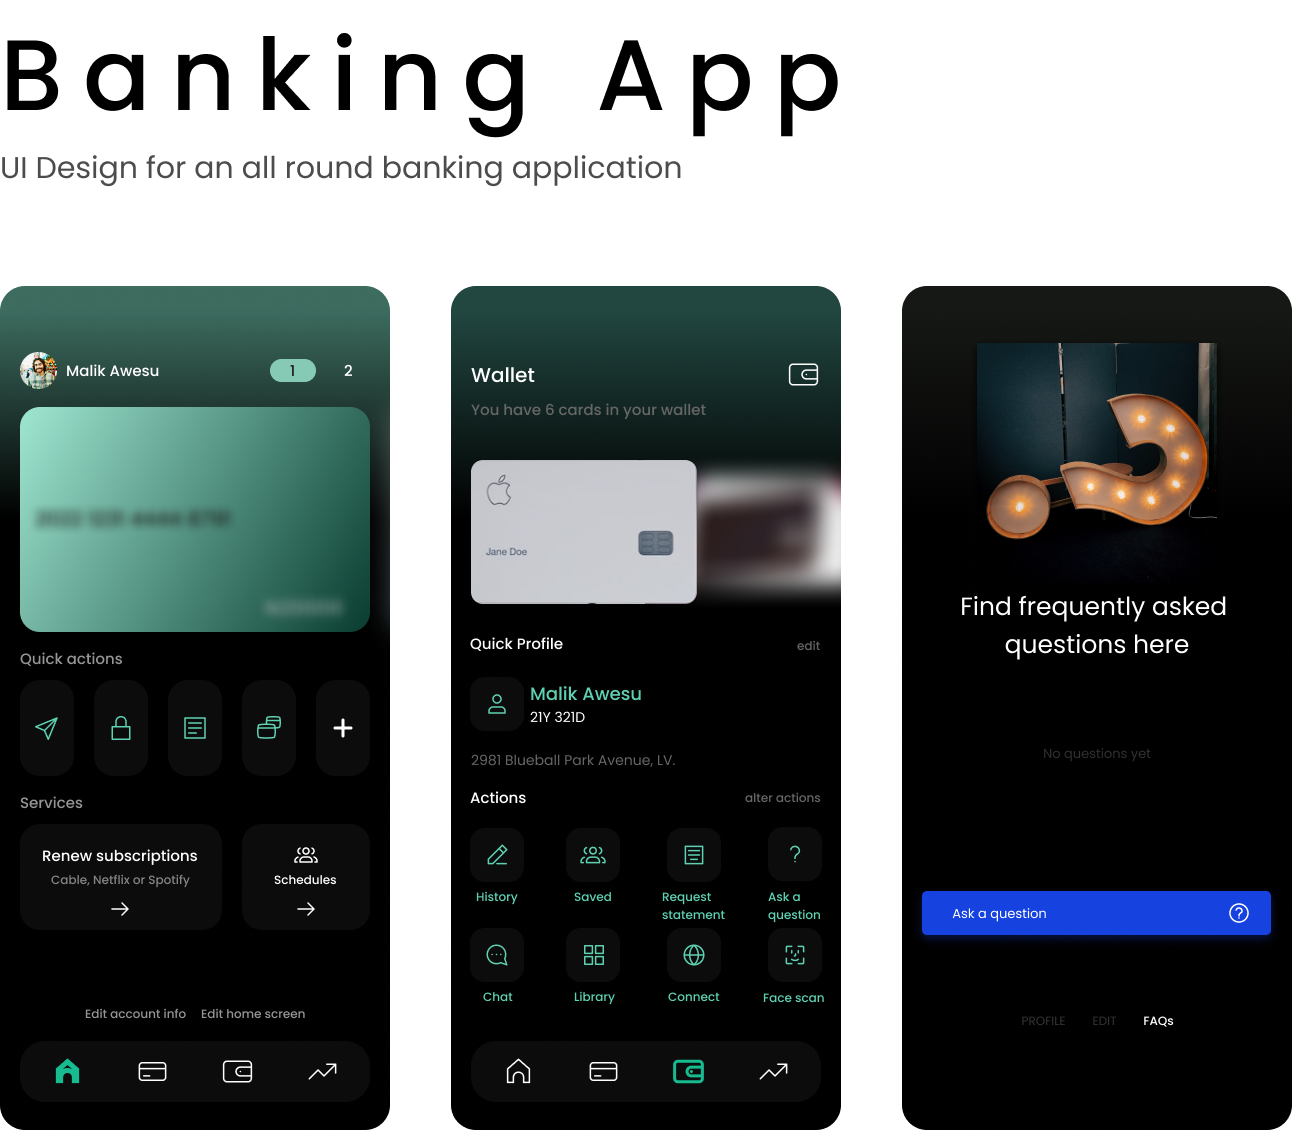 Banking App
UI Design for an all round banking application
Malik Awesu
1
2
Quick actions
Services
Renew subscriptions
Cable, Netflix or Spotify
Schedules
Edit account info
Edit home screen
Wallet
You have 6 cards in your wallet
Jane Doe
Quick Profile
edit
Malik Awesu
21Y 321D
2981 Blueball Park Avenue, LV.
Actions
alter actions
History
Saved
Request
statement
Ask a
question
Chat
Library
Connect
Face scan
Find frequently asked
questions here
No questions yet
Ask a question
PROFILE
EDIT
FAQs